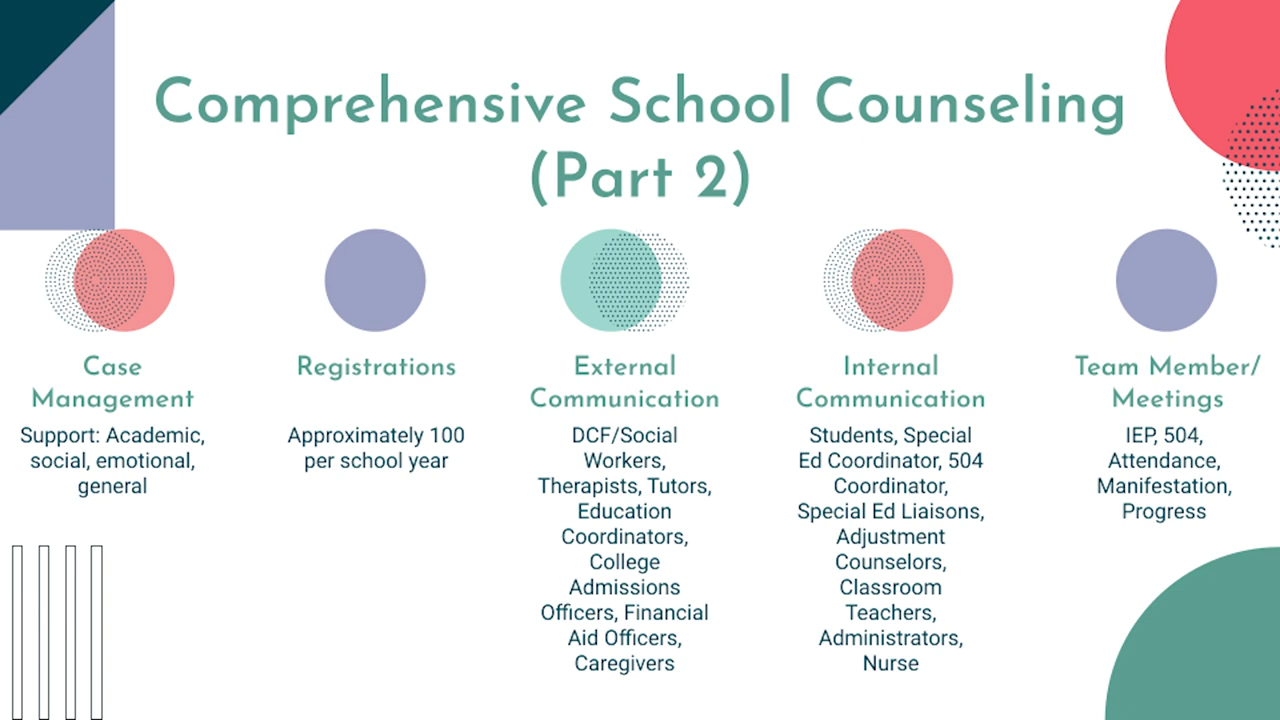 Comprehensive School Counseling
(Part 2)
Case
Management
Support: Academic,
social, emotional,
general
Registrations
Approximately 100
per school year
External
Communication
DCF/Social
Workers,
Therapists, Tutors,
Education
Coordinators,
College
Admissions
Officers, Financial
Aid Officers,
Caregivers
Internal
Communication
Students, Special
Ed Coordinator, 504
Coordinator,
Special Ed Liaisons,
Adjustment
Counselors,
Classroom
Teachers,
Administrators,
Nurse
Team Member/
Meetings
IEP, 504,
Attendance,
Manifestation,
Progress